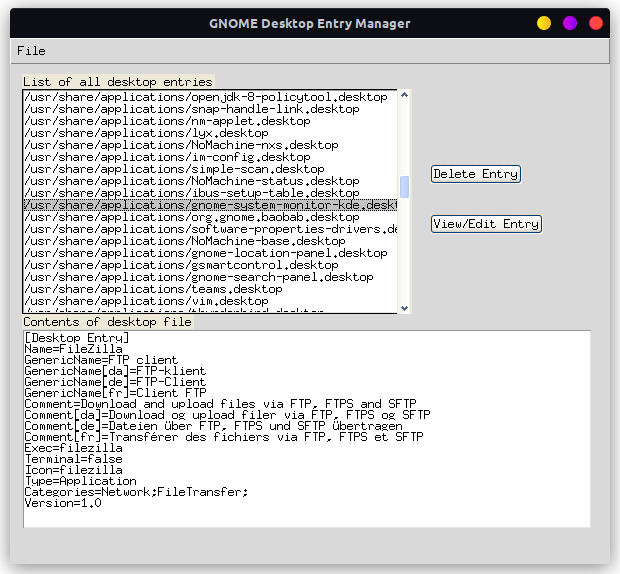 GNOME Desktop Entry Manager
File
List of all desktop entries
/usr/share/applications/openjdk-8-policytool.desktop
/usr/share/applications/snap-handle-link.desktop
/usr/share/applications/nm-applet.desktop
/usr/share/applications/lyx.desktop
/usr/share/applications/NoMachine-nxs.desktop
/usr/share/applications/im-config.desktop
/usr/share/applications/simple-scan.desktop
/usr/share/applications/NoMachine-status.desktop
/usr/share/applications/ibus-setup-table.desktop
/usr/share/applications/gnome-system-monitor-kde.deskt
/usr/share/applications/org.gnome.baobab.desktop
/usr/share/applications/software-properties-drivers.de
/usr/share/applications/NoMachine-base.desktop
/usr/share/applications/gnome-location-panel.desktop
/usr/share/applications/gsmartcontrol.desktop
/usr/share/applications/gnome-search-panel.desktop
/usr/share/applications/teams.desktop
/usr/share/applications/vim.desktop
/usr/share/applications/thunderbird.desktop
Delete Entry
View/Edit Entry
Contents of desktop file
[Desktop Entry]
Name=FileZilla
GenericName=FTP client
GenericName[da]=FTP-klient
GenericName[de]=FTP-Client
GenericName[fr]=Client FTP
Comment=Download and upload files via FTP, FTPS and SFTP
Comment[da]=Download og upload filer via FTP, FTPS og SFTP
Comment[de]=Dateien über FTP, FTPS und SFTP übertragen
Comment[fr]=Transférer des fichiers via FTP, FTPS et SFTP
Exec=filezilla
Terminal=false
Icon=filezilla
Type=Application
Categories=Network;FileTransfer;
Version=1.0